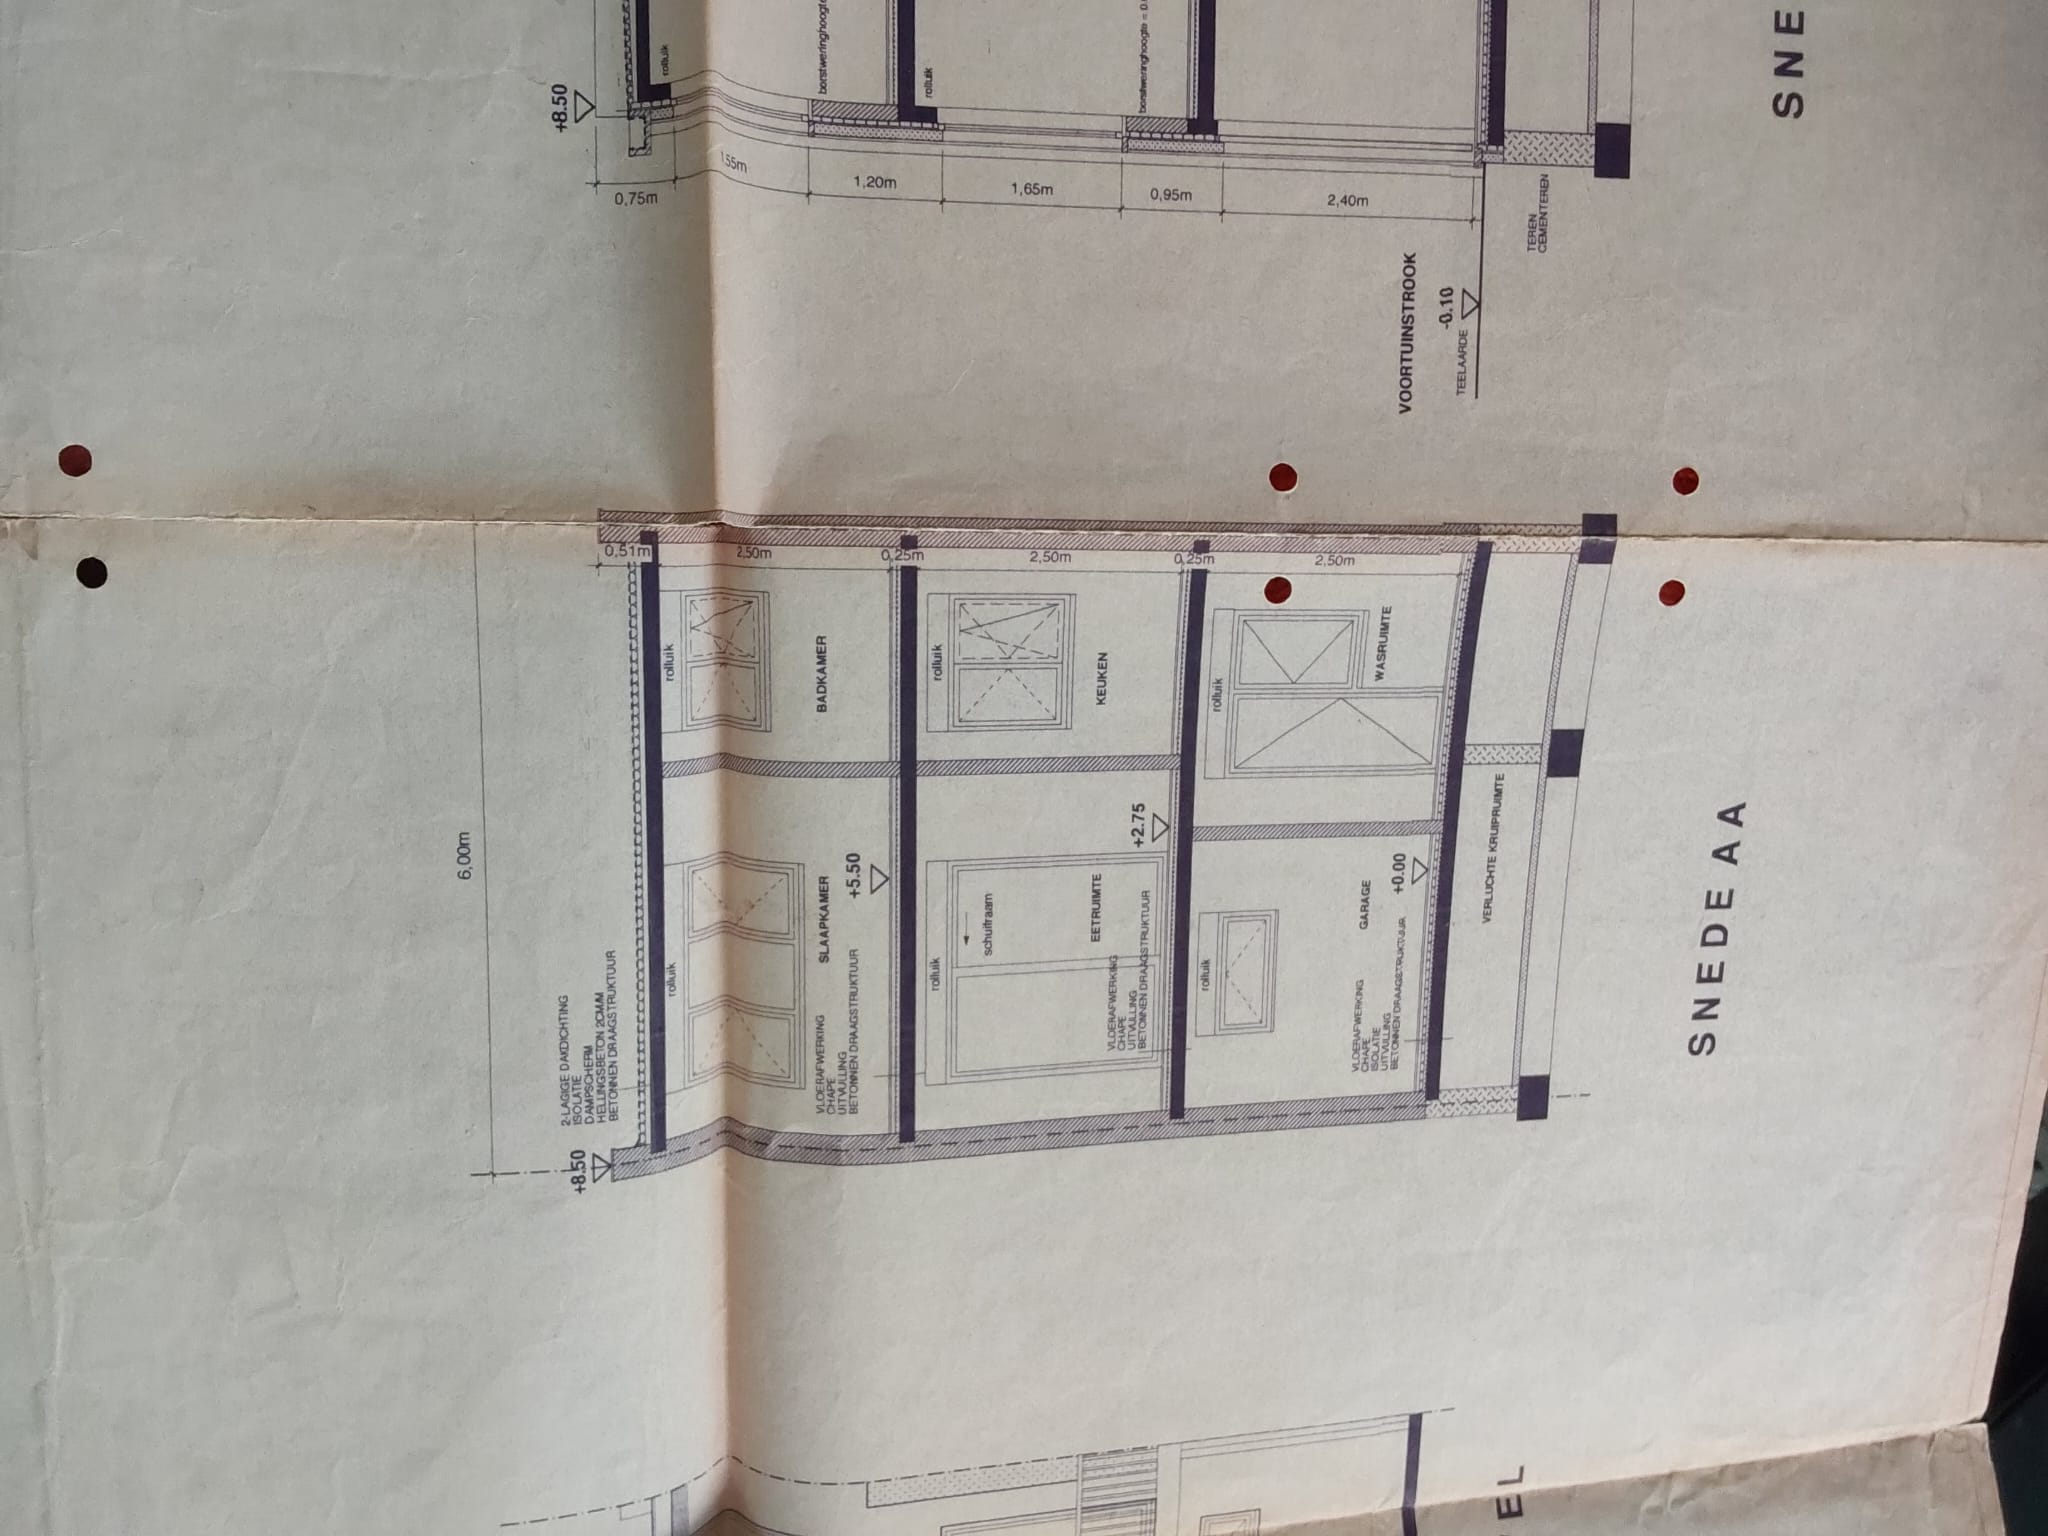 6,00m
+8.50
2-LAGIGE DAKDICHTING
ISOLATIE
DAMPSCHERM
HELLINGSBETON 2CM/M
BETONNEN DRAAGSTRUKTUUR
0,51m
rolluik
rolluik
2,50m
VLOERAFWERKING
CHAPE
UITVULLING
BETONNEN DRAAGSTRUKTUUR
SLAAPKAMER
+5.50
BADKAMER
0,25m
rolluik
rolluik
schuifraam
2,50m
EETRUIMTE
KEUKEN
VLOERAFWERKING
CHAPE
UITVULLING
BETONNEN DRAAGSTRUKTUUR
+2.75
0,25m
rolluik
rolluik
2,50m
VLOERAFWERKING
CHAPE
ISOLATIE
UITVULLING
BETONNEN DRAAGSTRUKTUUR
GARAGE
+0.00
WASRUIMTE
VERLUCHTE KRUIPRUIMTE
SNEDE AA
EL
+8.50
0,75m
rolluik
55m
borstweringhoogte
1,20m
rolluik
1,65m
borstweringhoogte = 0.
0,95m
2,40m
VOORTUINSTROOK
-0.10
TEELAARDE
TEREN
CEMENTEREN
SNE